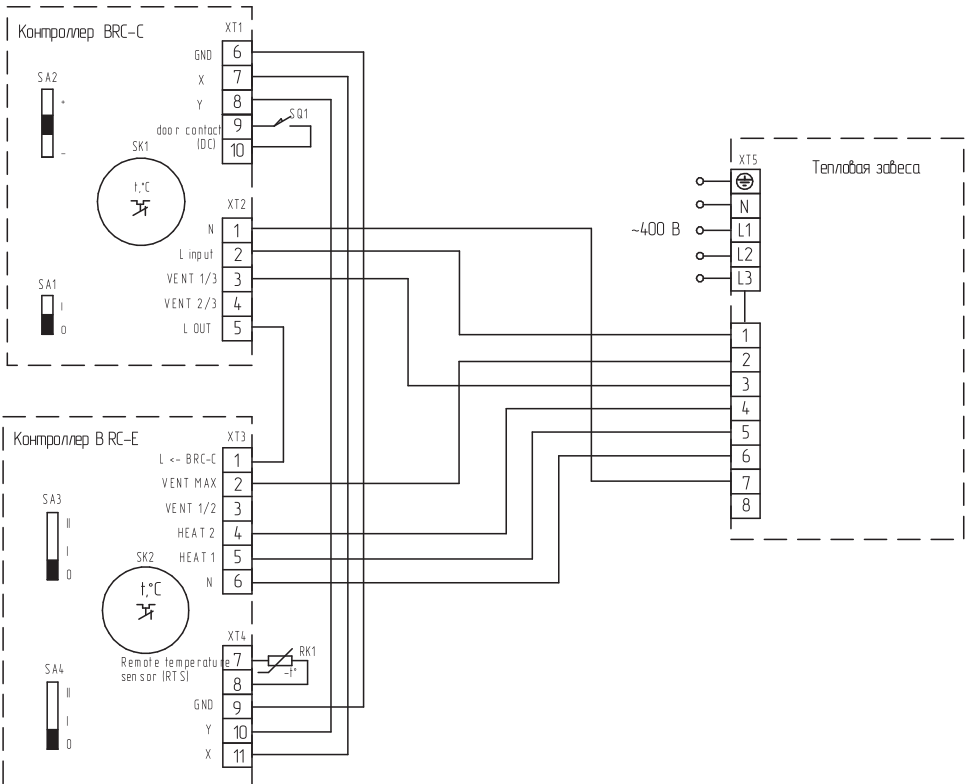 Контроллер BRC-C
XT1
GND 6
X 7
Y 8
door contact (DC) 9
10
SQ1
SA2
+
-
SK1
t,°C
XT2
N 1
L input 2
VENT 1/3 3
VENT 2/3 4
L OUT 5
SA1
I
0
Контроллер B RC-E
XT3
L <- BRC-C 1
VENT MAX 2
VENT 1/2 3
HEAT 2 4
HEAT 1 5
N 6
SA3
II
I
0
SK2
t,°C
XT4
Remote temperature 7
sensor (RTS) 8
GND 9
Y 10
X 11
RK1
-t°
SA4
II
I
0
XT5
Тепловая завеса
N
~400 В
L1
L2
L3
1
2
3
4
5
6
7
8